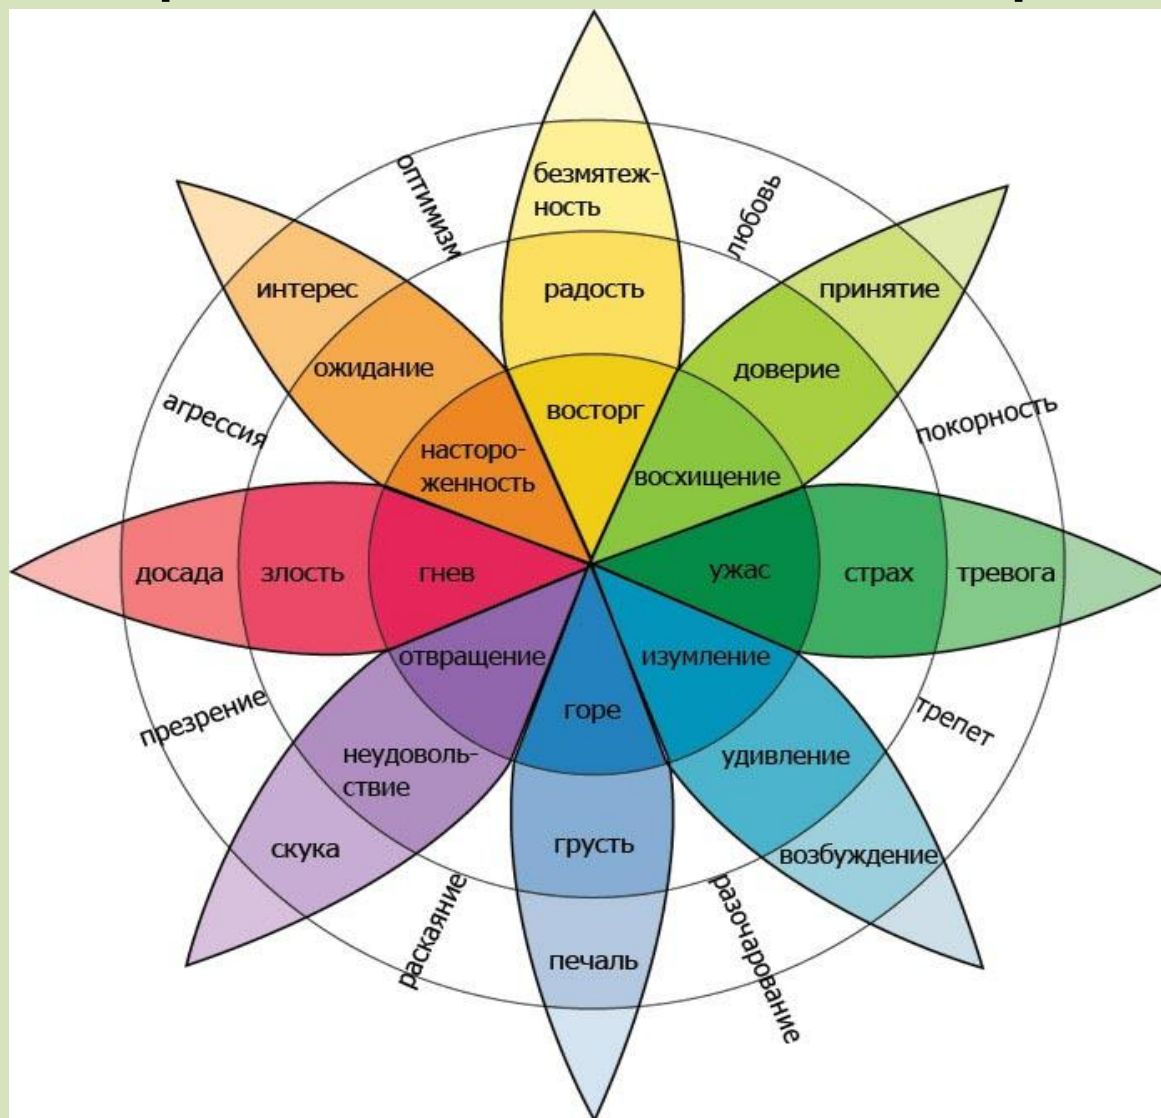 безмятеж-
ность
радость
восторг
оптимизм
любовь
интерес
ожидание
насторо-
женность
принятие
доверие
восхищение
агрессия
покорность
досада
злость
гнев
ужас
страх
тревога
отвращение
неудоволь-
ствие
скука
изумление
удивление
возбуждение
презрение
трепет
горе
грусть
печаль
раскаяние
разочарование